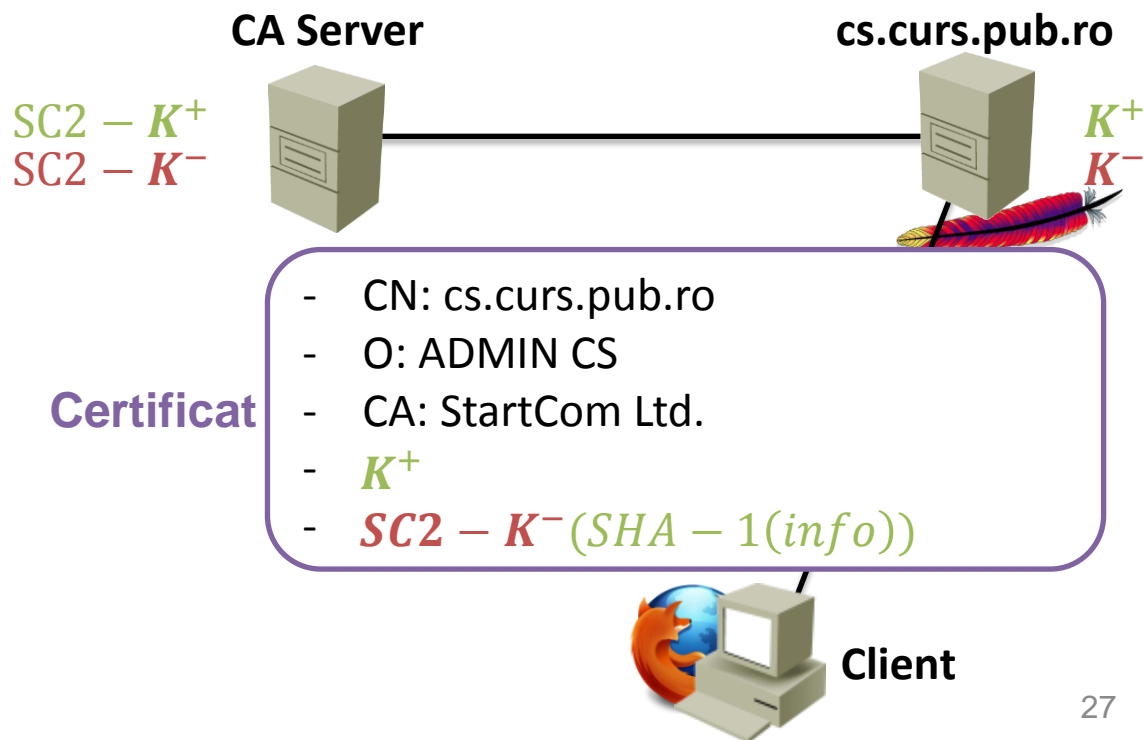 CA Server
cs.curs.pub.ro
SC2 − K⁺
SC2 − K⁻
K⁺
K⁻
Certificat
- CN: cs.curs.pub.ro
- O: ADMIN CS
- CA: StartCom Ltd.
- K⁺
- SC2 − K⁻(SHA − 1(info))
Client
27